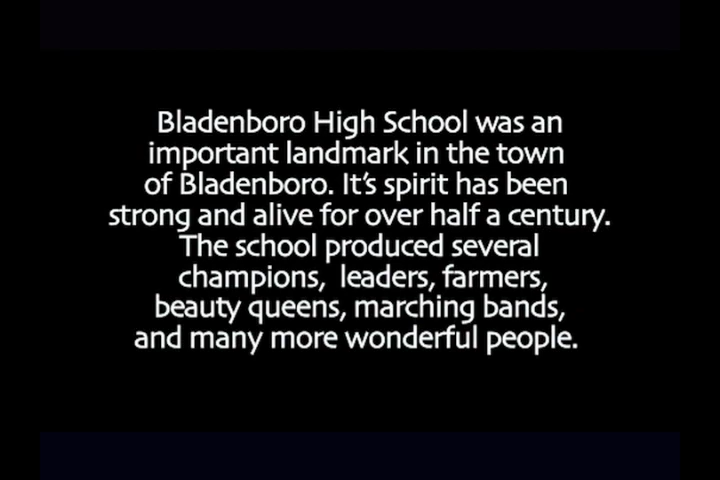 Bladenboro High School was an
important landmark in the town
of Bladenboro. It's spirit has been
strong and alive for over half a century.
The school produced several
champions, leaders, farmers,
beauty queens, marching bands,
and many more wonderful people.